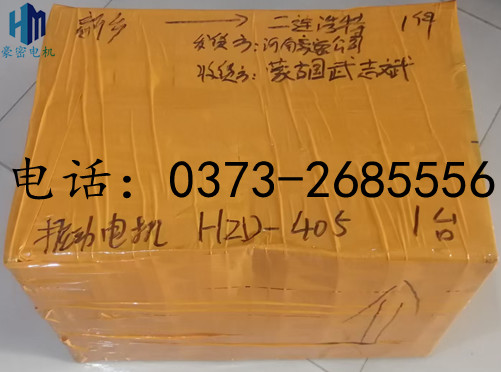 HM
豪密电机
新乡 → 二连浩特 1件
发货方:河南豪密公司
收货方:蒙古国武志斌
电话:0373-2685556
振动电机 HZD-405 1台